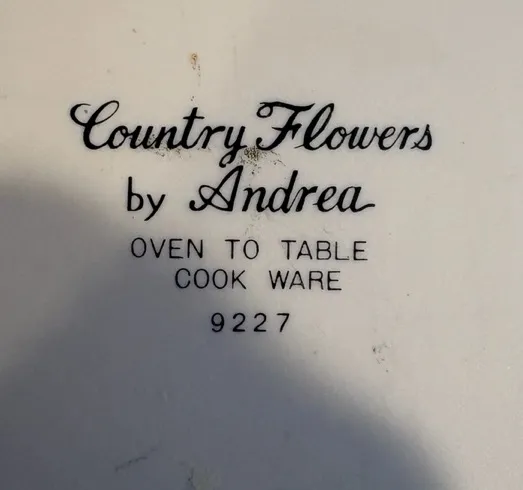 Country Flowers
by Andrea
OVEN TO TABLE
COOK WARE
9227